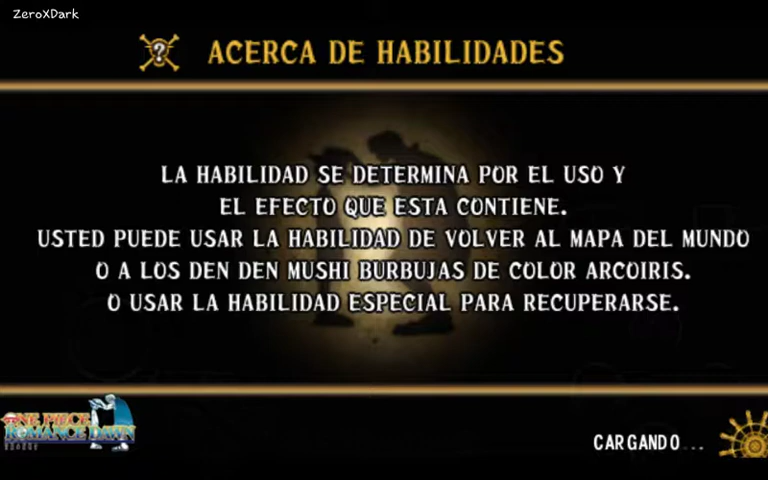 ZeroXDark
ACERCA DE HABILIDADES
LA HABILIDAD SE DETERMINA POR EL USO Y
EL EFECTO QUE ESTA CONTIENE.
USTED PUEDE USAR LA HABILIDAD DE VOLVER AL MAPA DEL MUNDO
O A LOS DEN DEN MUSHI BURBUJAS DE COLOR ARCOIRIS.
O USAR LA HABILIDAD ESPECIAL PARA RECUPERARSE.
ONE PIECE
ROMANCE DAWN
CARGANDO...